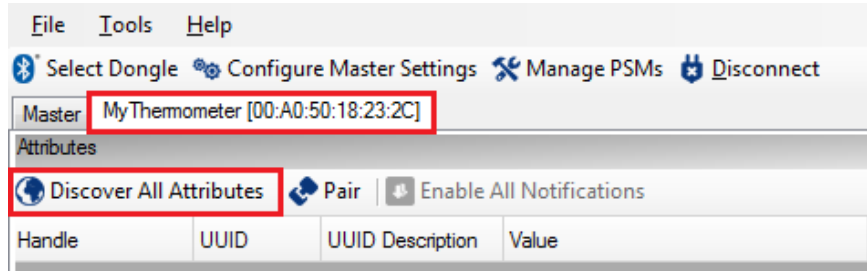 File Tools Help
Select Dongle Configure Master Settings Manage PSMs Disconnect
Master MyThermometer [00:A0:50:18:23:2C]
Attributes
Discover All Attributes Pair Enable All Notifications
Handle UUID UUID Description Value